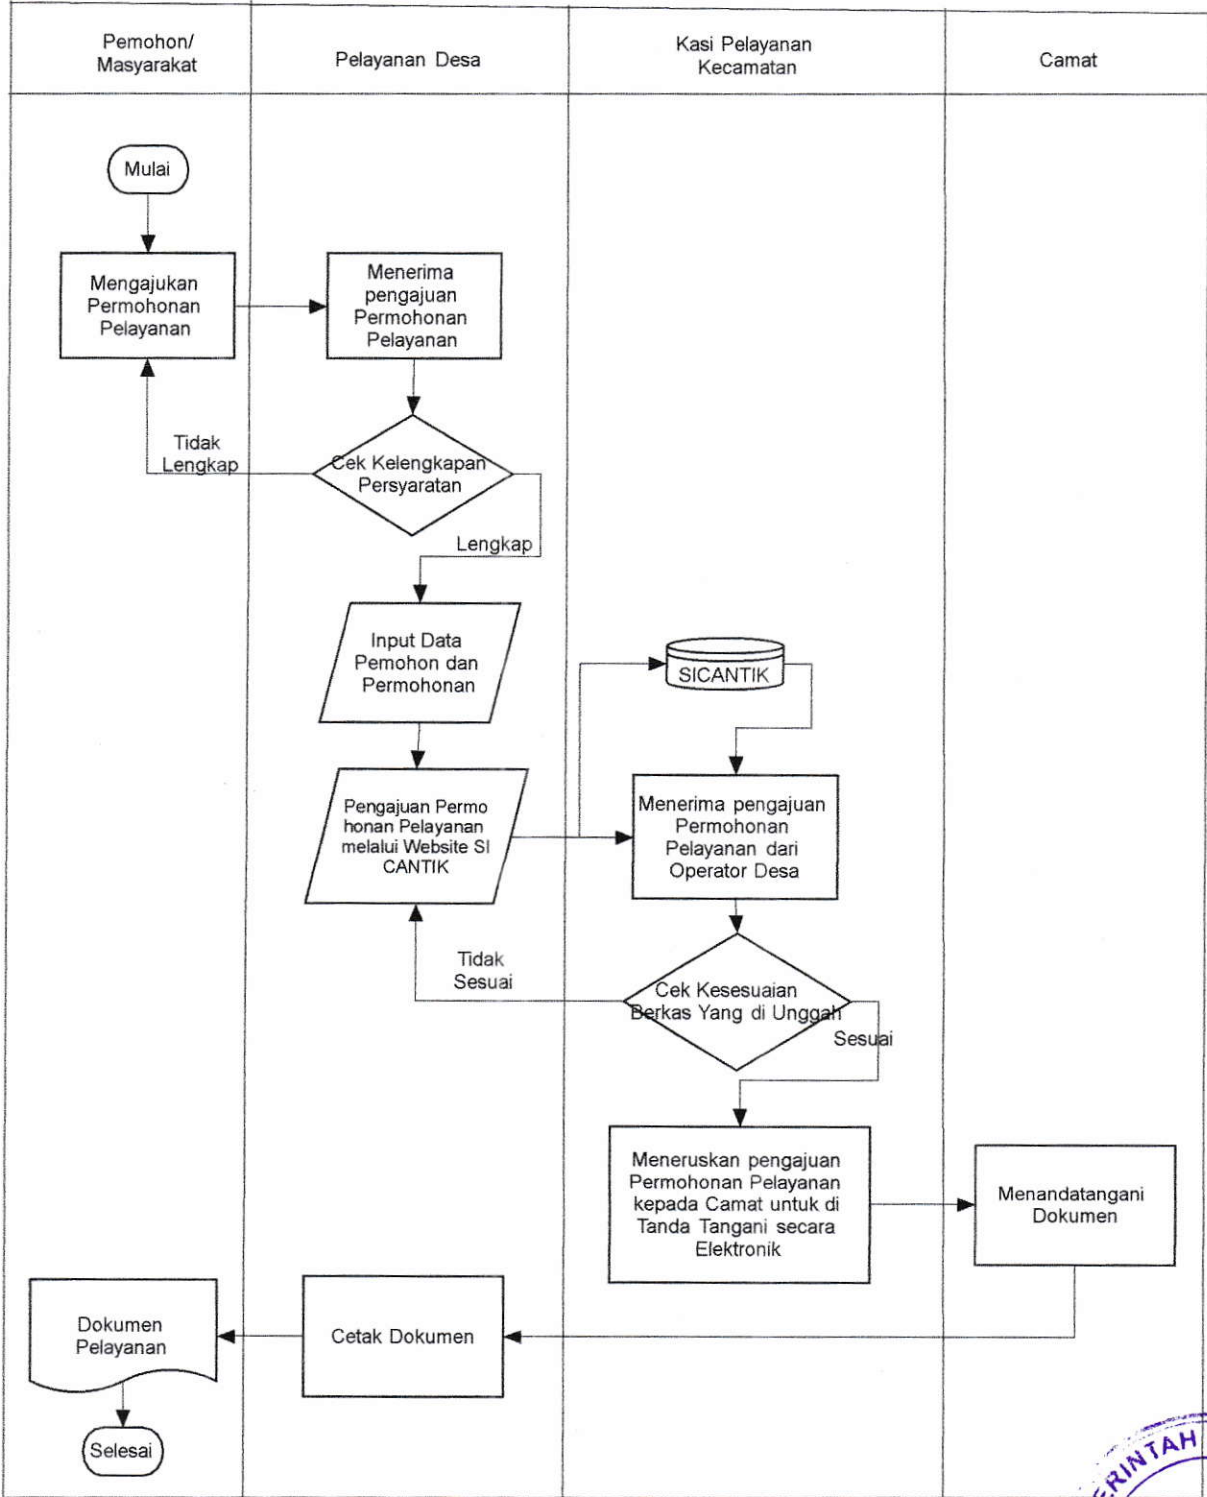 Pemohon/
Masyarakat
Pelayanan Desa
Kasi Pelayanan
Kecamatan
Camat
Mulai
Mengajukan
Permohonan
Pelayanan
Menerima
pengajuan
Permohonan
Pelayanan
Tidak
Lengkap
Cek Kelengkapan
Persyaratan
Lengkap
Input Data
Pemohon dan
Permohonan
SICANTIK
Pengajuan Permo
honan Pelayanan
melalui Website SI
CANTIK
Menerima pengajuan
Permohonan
Pelayanan dari
Operator Desa
Tidak
Sesuai
Cek Kesesuaian
Berkas Yang di Unggah
Sesuai
Meneruskan pengajuan
Permohonan Pelayanan
kepada Camat untuk di
Tanda Tangani secara
Elektronik
Menandatangani
Dokumen
Dokumen
Pelayanan
Cetak Dokumen
Selesai
ERINTAH